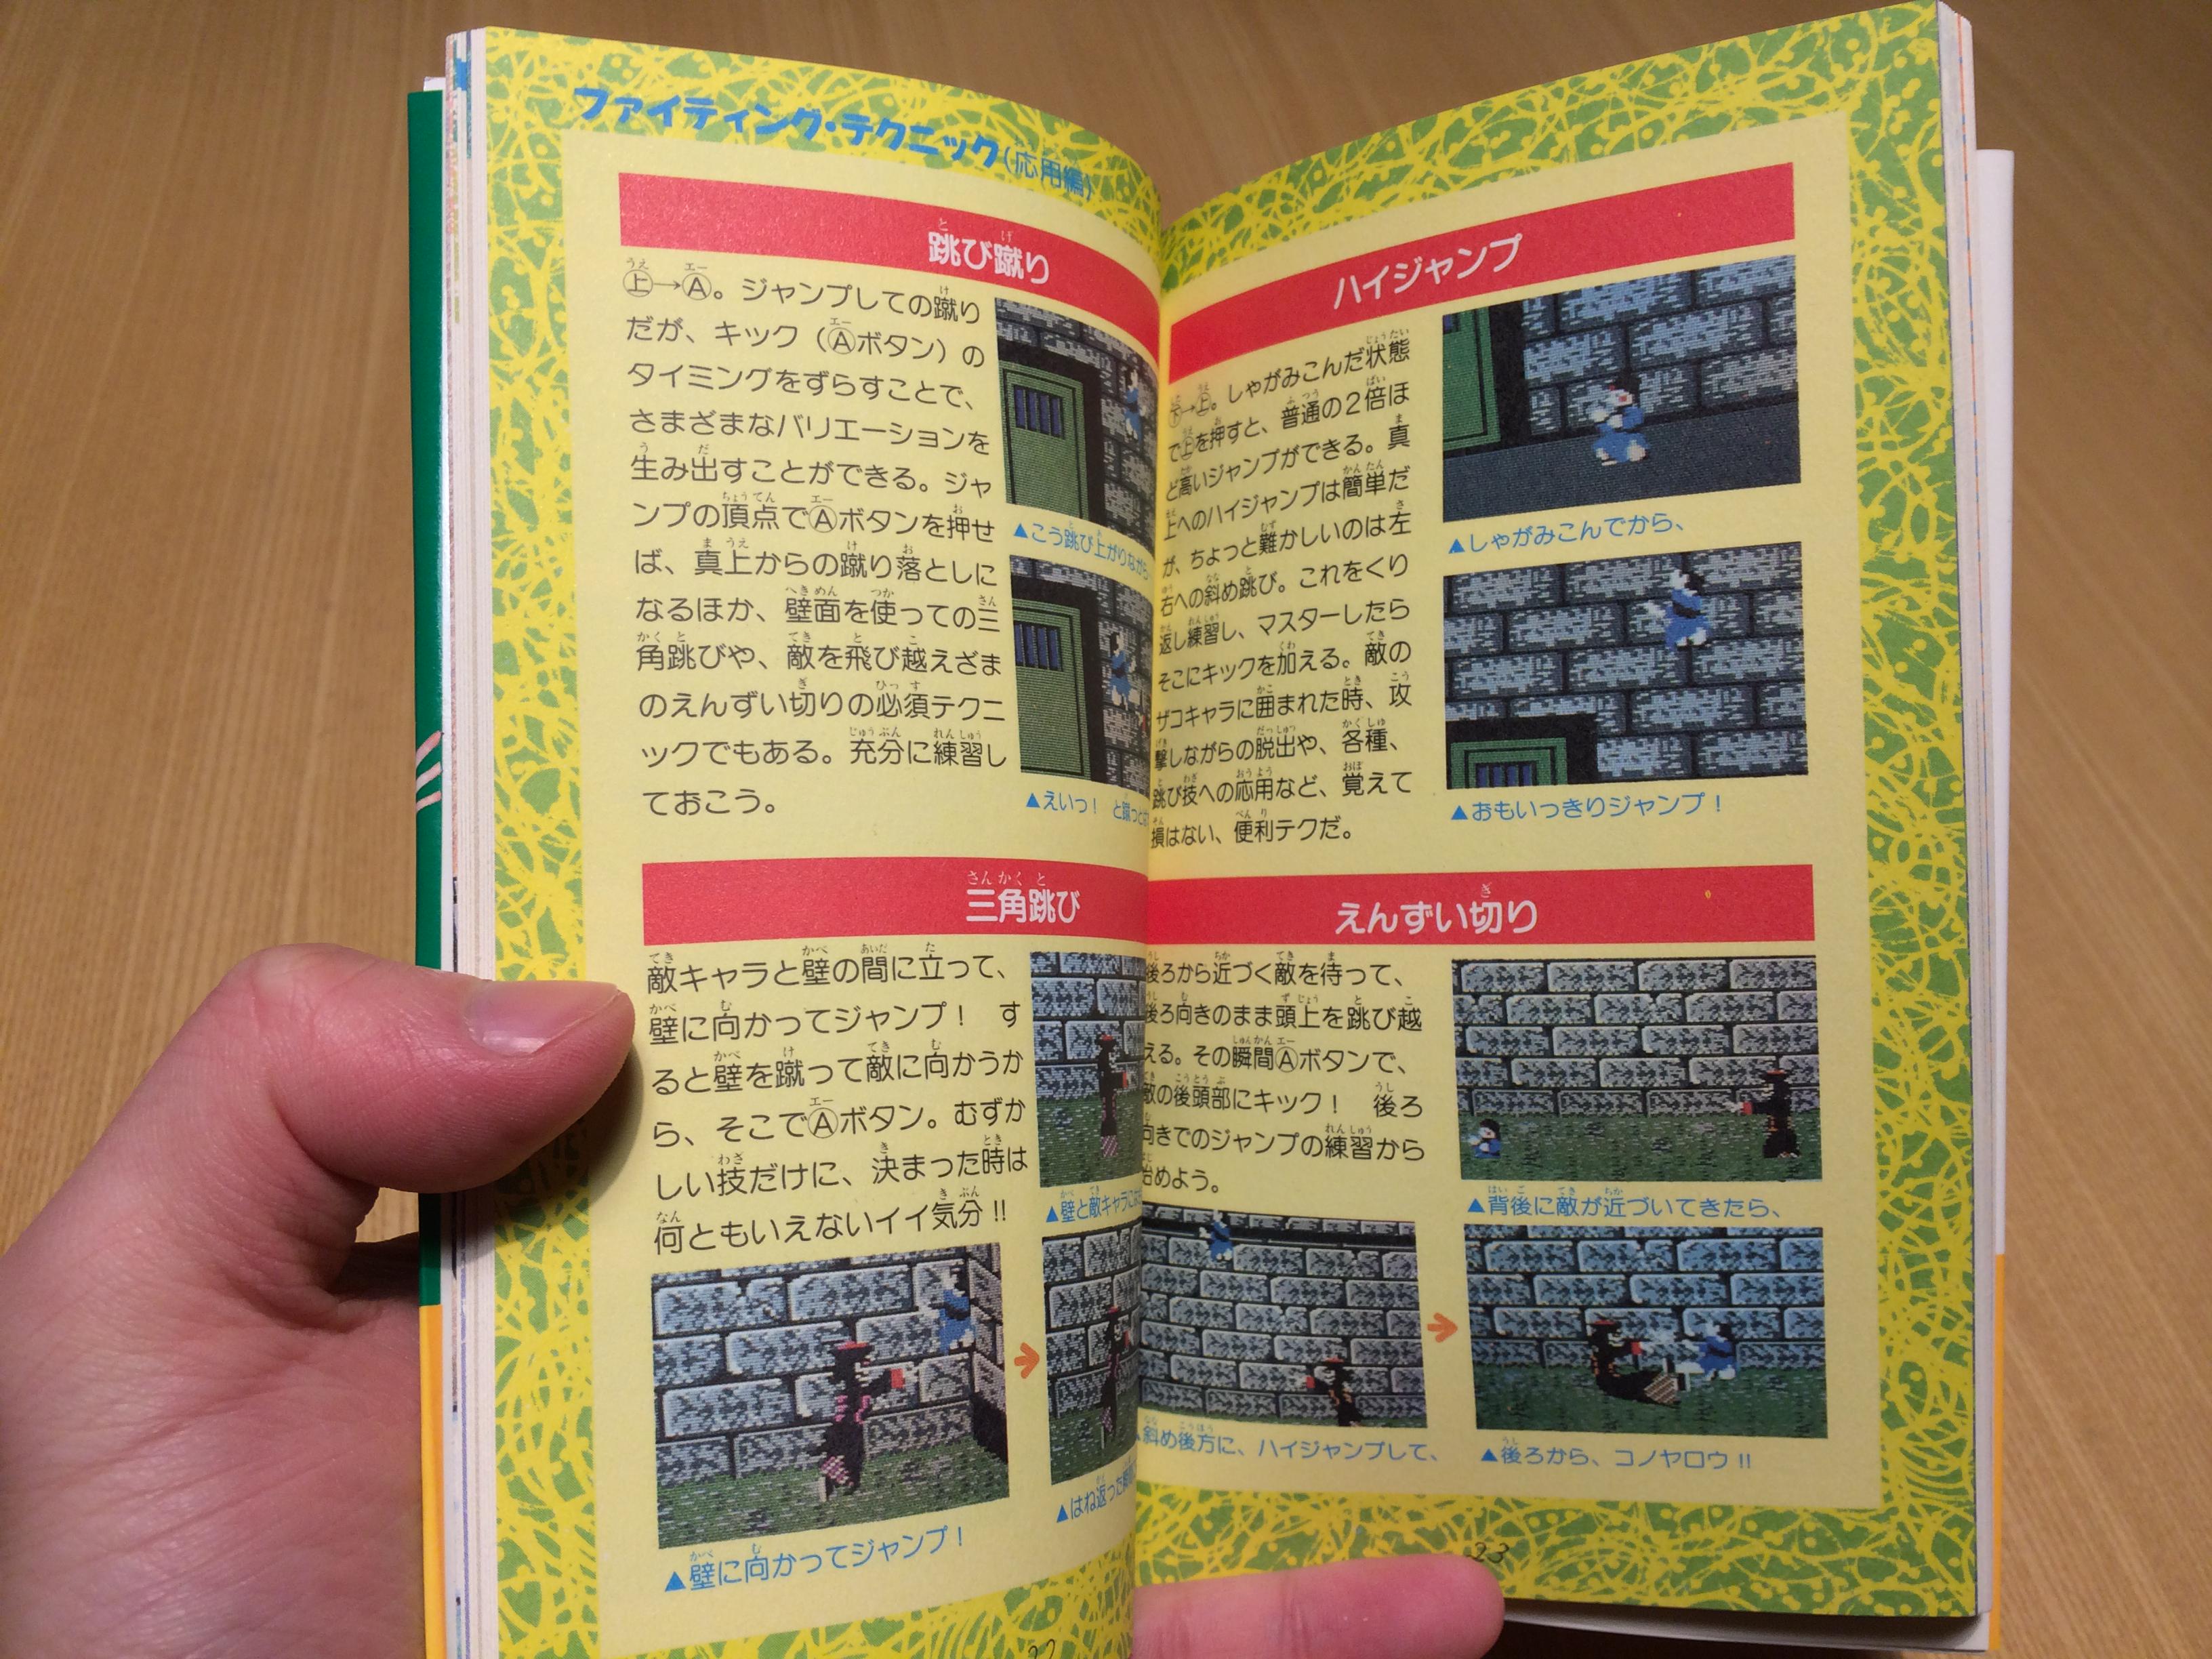 ファイティング・テクニック(応用編)
跳び蹴り
上→A。ジャンプしての蹴り
だが、キック(Aボタン)の
タイミングをずらすことで、
さまざまなバリエーションを
生み出すことができる。ジャ
ンプの頂点でAボタンを押せ
ば、真上からの蹴り落としに
なるほか、壁面を使っての三
角跳びや、敵を飛び越えざま
のえんずい切りの必須テクニ
ックでもある。充分に練習し
ておこう。
▲こう跳び上がりながら
▲えいっ! と蹴っと
三角跳び
敵キャラと壁の間に立って、
壁に向かってジャンプ! す
ると壁を蹴って敵に向かうか
ら、そこでAボタン。むずか
しい技だけに、決まった時は
何ともいえないイイ気分!!
▲壁と敵キャラに
▲壁に向かってジャンプ!
▲はね返った
22
ハイジャンプ
下→上。しゃがみこんだ状態
で上を押すと、普通の2倍ほ
ど高いジャンプができる。真
上へのハイジャンプは簡単だ
が、ちょっと難かしいのは左
右への斜め跳び。これをくり
返し練習し、マスターしたら
そこにキックを加える。敵の
ザコキャラに囲まれた時、攻
撃しながらの脱出や、各種、
跳び技への応用など、覚えて
損はない、便利テクだ。
▲しゃがみこんでから、
▲おもいっきりジャンプ!
えんずい切り
後ろから近づく敵を待って、
後ろ向きのまま頭上を跳び越
える。その瞬間Aボタンで、
敵の後頭部にキック! 後ろ
向きでのジャンプの練習から
始めよう。
▲背後に敵が近づいてきたら、
▲斜め後方に、ハイジャンプして、
▲後ろから、コノヤロウ!!
23